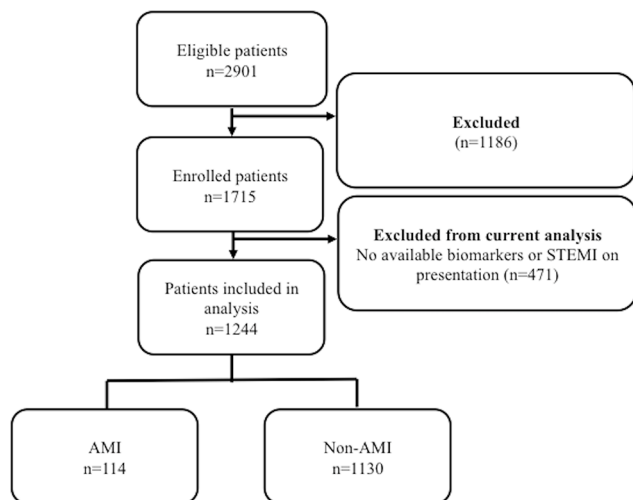 Eligible patients
n=2901
Excluded
(n=1186)
Enrolled patients
n=1715
Excluded from current analysis
No available biomarkers or STEMI on
presentation (n=471)
Patients included in
analysis
n=1244
AMI
n=114
Non-AMI
n=1130